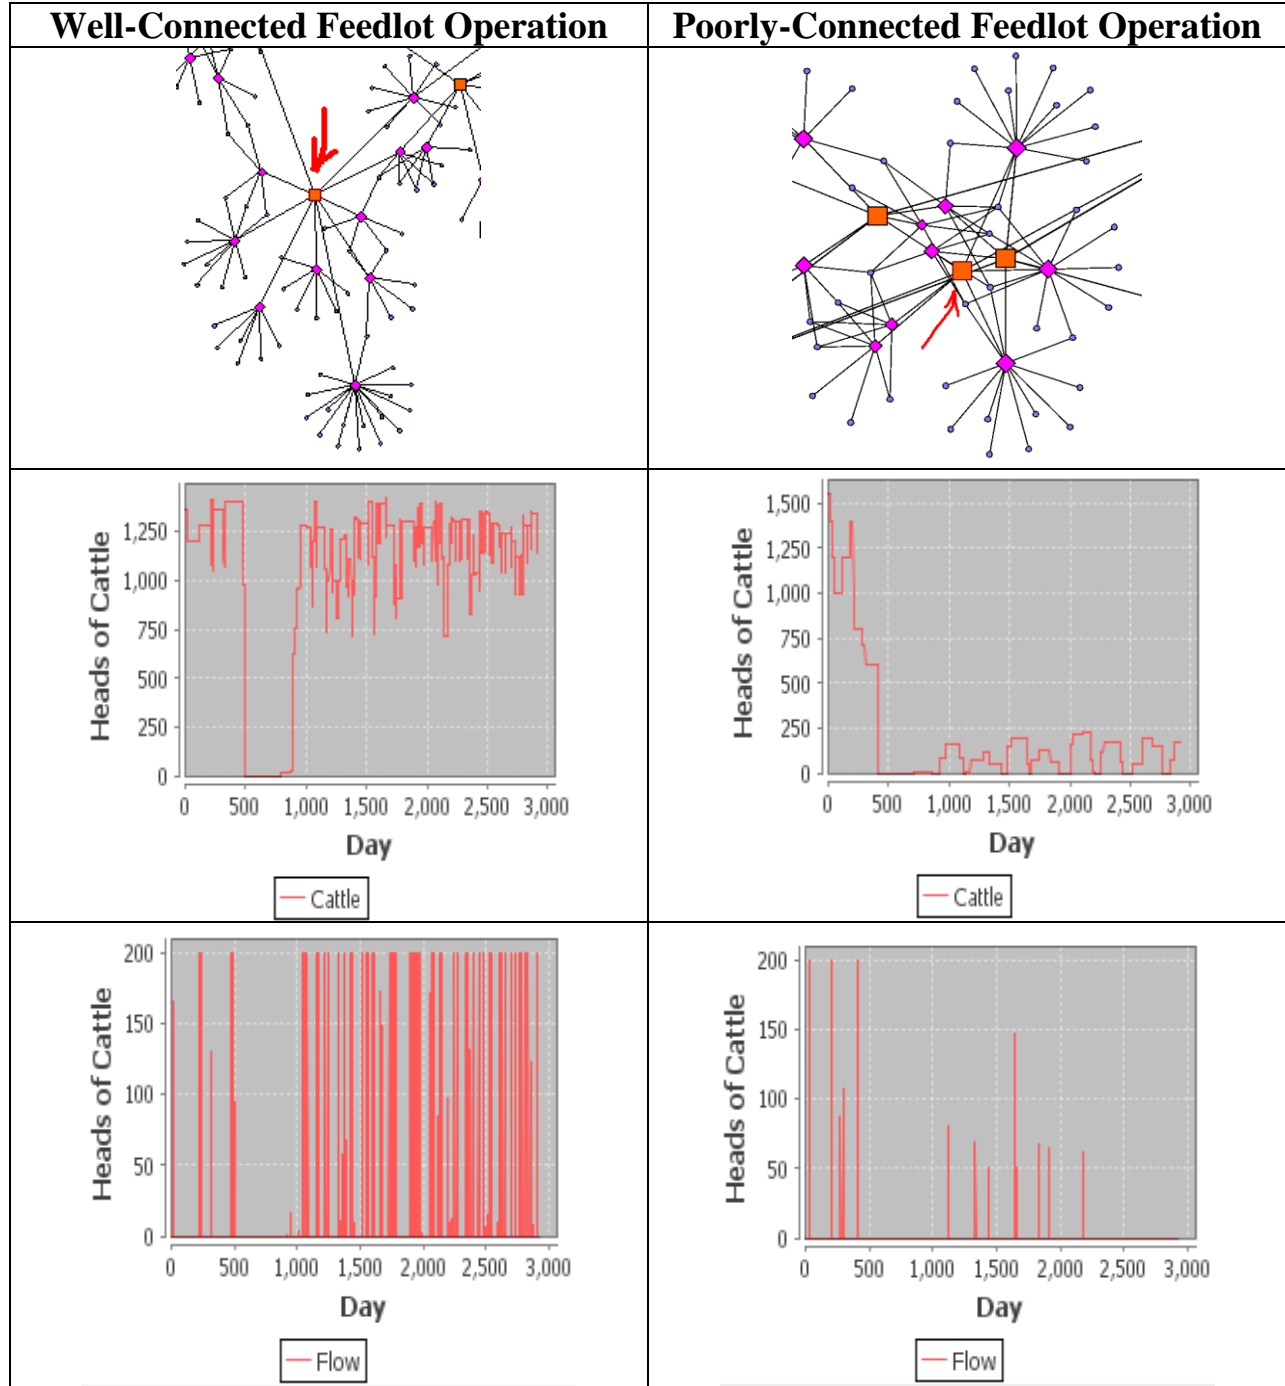 Well-Connected Feedlot Operation
Poorly-Connected Feedlot Operation
Heads of Cattle
1,250
1,000
750
500
250
0
0 500 1,000 1,500 2,000 2,500 3,000
Day
Cattle
Heads of Cattle
1,500
1,250
1,000
750
500
250
0
0 500 1,000 1,500 2,000 2,500 3,000
Day
Cattle
Heads of Cattle
200
150
100
50
0
0 500 1,000 1,500 2,000 2,500 3,000
Day
Flow
Heads of Cattle
200
150
100
50
0
0 500 1,000 1,500 2,000 2,500 3,000
Day
Flow